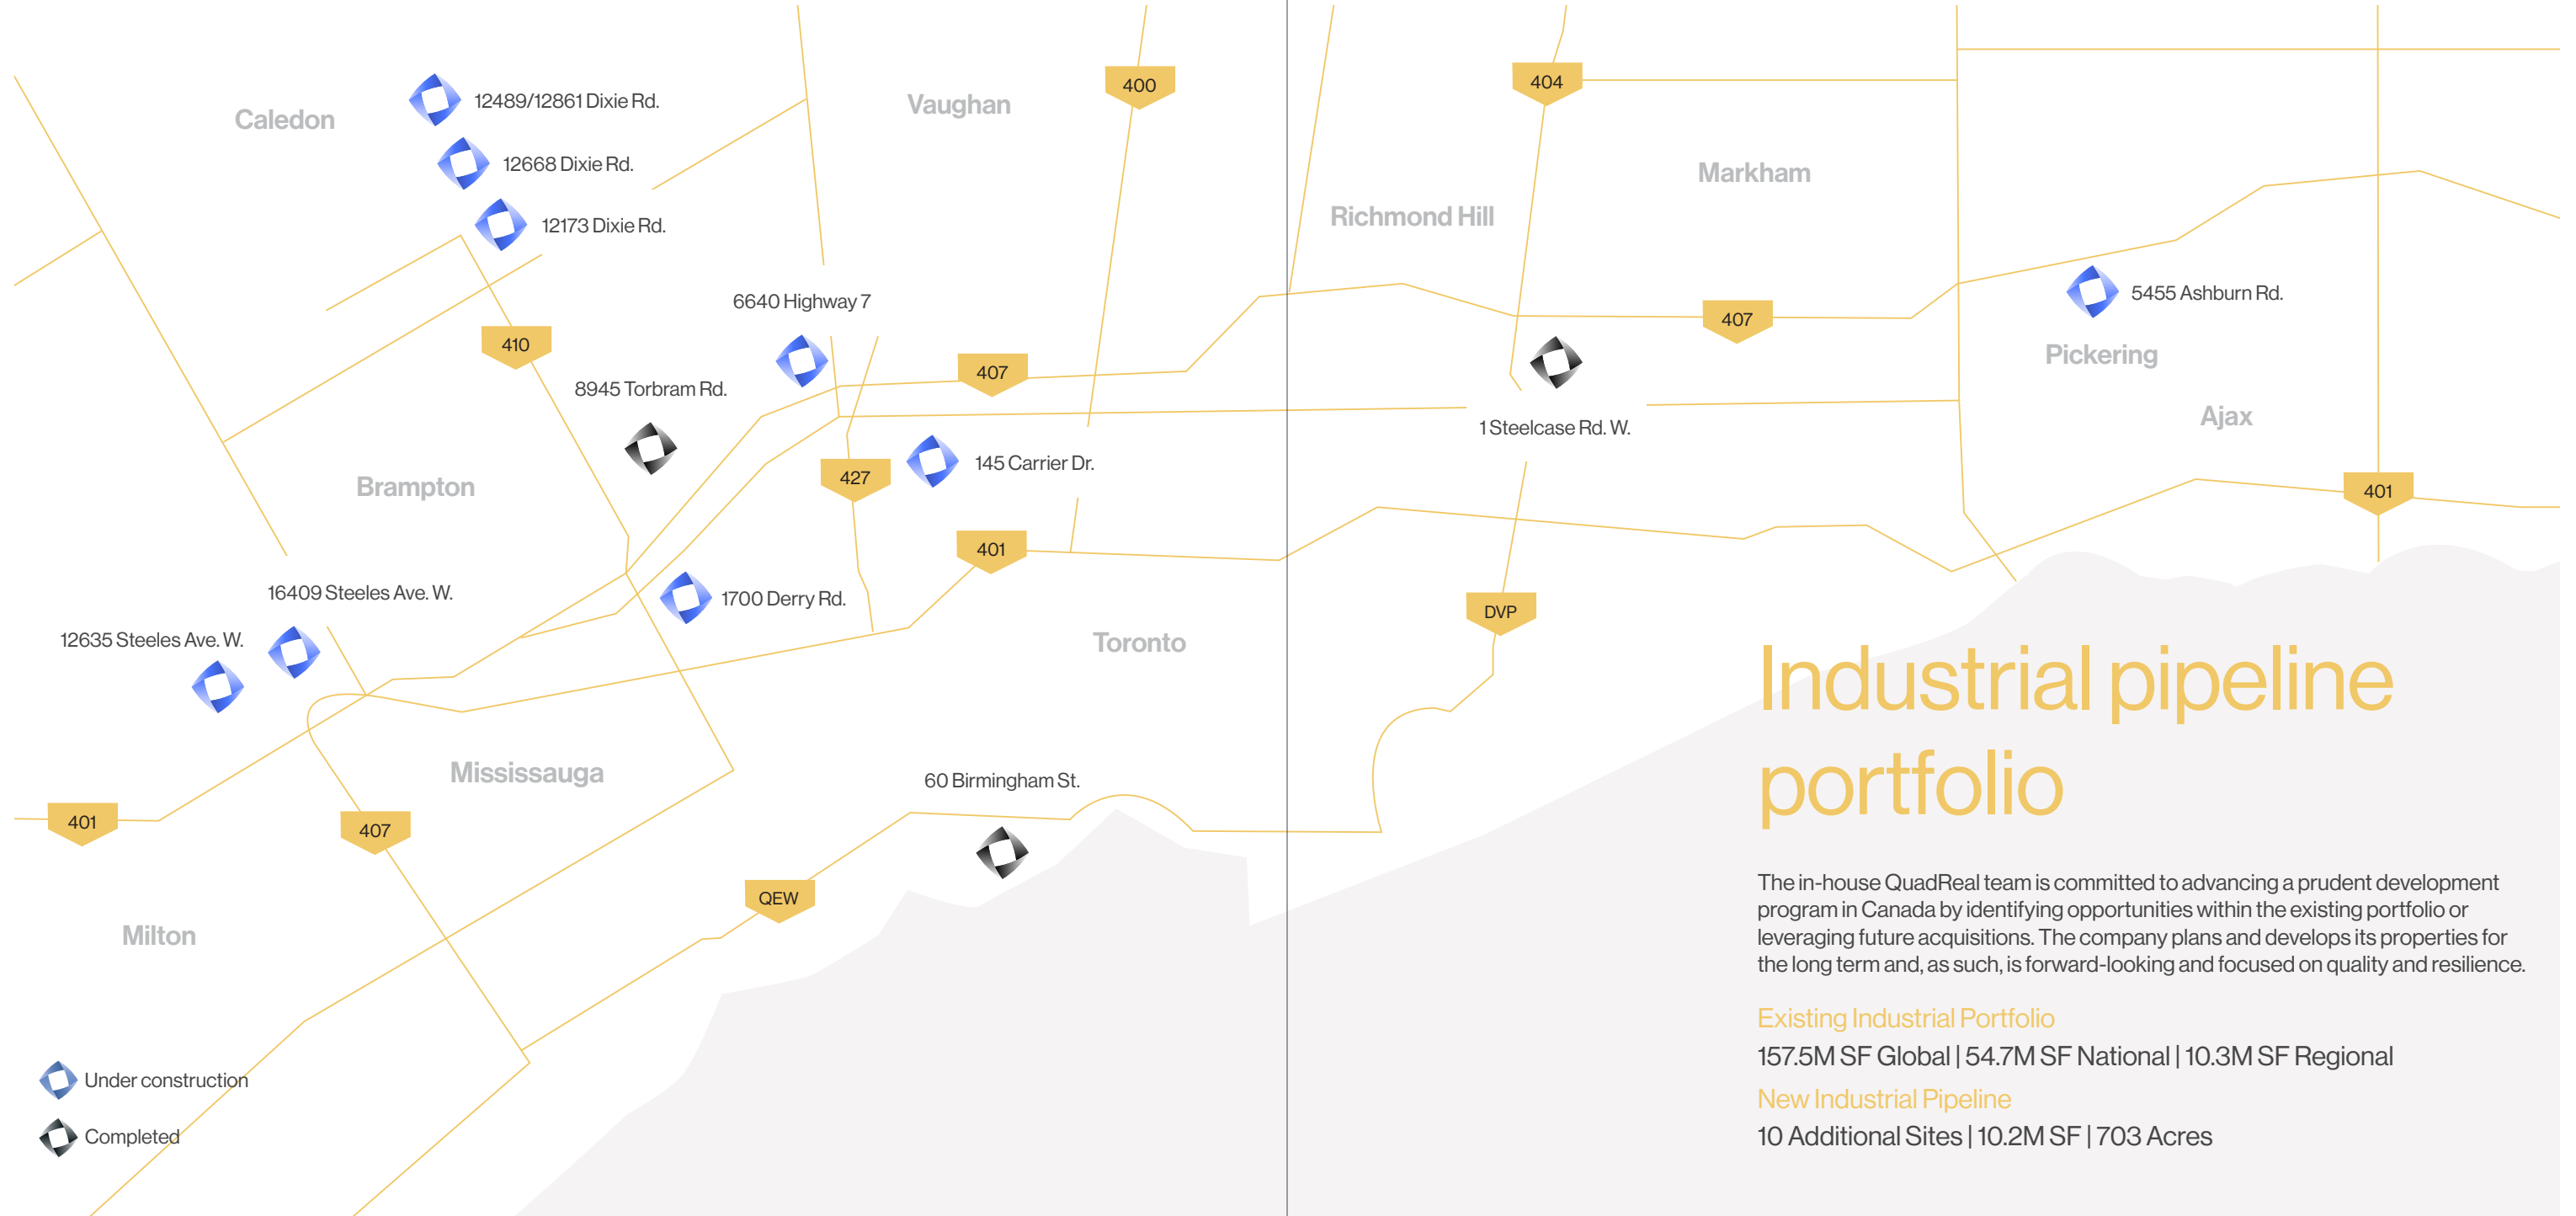 400
404
12489/12861 Dixie Rd.
Vaughan
Caledon
12668 Dixie Rd.
Markham
Richmond Hill
12173 Dixie Rd.
5455 Ashburn Rd.
6640 Highway 7
407
410
Pickering
407
8945 Torbram Rd.
Ajax
1 Steelcase Rd. W.
145 Carrier Dr.
427
Brampton
401
401
16409 Steeles Ave. W.
1700 Derry Rd.
DVP
12635 Steeles Ave. W.
Toronto
Mississauga
60 Birmingham St.
401
407
QEW
Milton
Under construction
Completed
Industrial pipeline
portfolio
The in-house QuadReal team is committed to advancing a prudent development
program in Canada by identifying opportunities within the existing portfolio or
leveraging future acquisitions. The company plans and develops its properties for
the long term and, as such, is forward-looking and focused on quality and resilience.
Existing Industrial Portfolio
157.5M SF Global | 54.7M SF National | 10.3M SF Regional
New Industrial Pipeline
10 Additional Sites | 10.2M SF | 703 Acres